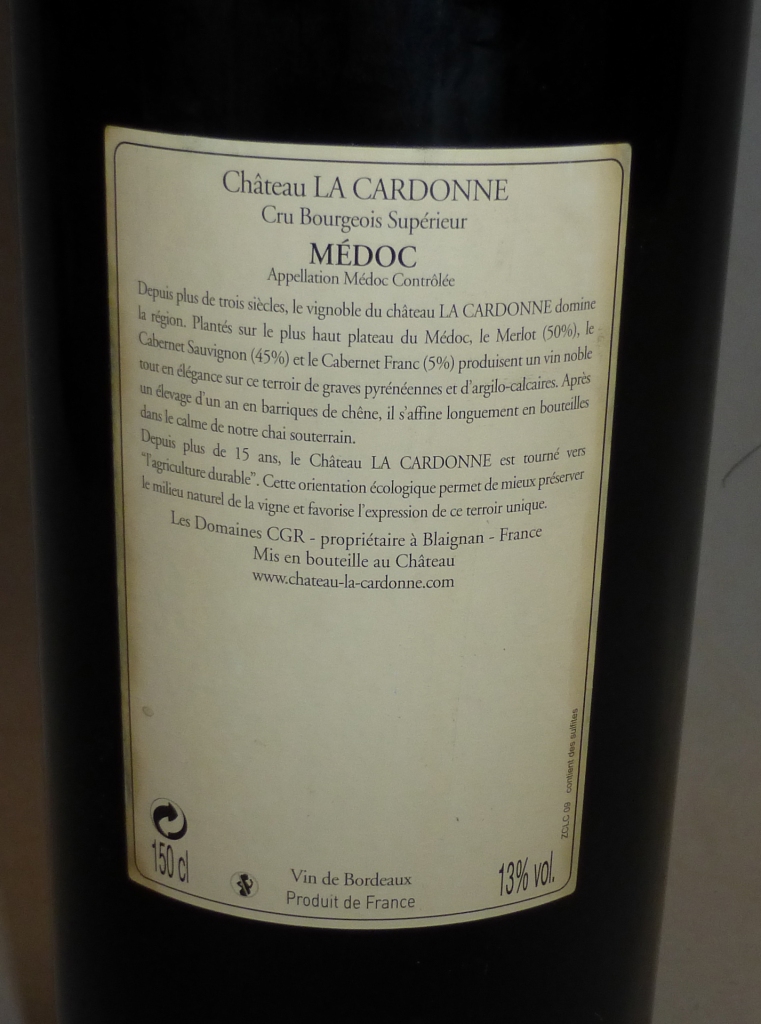 Château LA CARDONNE
Cru Bourgeois Supérieur
MÉDOC
Appellation Médoc Contrôlée
Depuis plus de trois siècles, le vignoble du château LA CARDONNE domine
la région. Plantés sur le plus haut plateau du Médoc, le Merlot (50%), le
Cabernet Sauvignon (45%) et le Cabernet Franc (5%) produisent un vin noble
tout en élégance sur ce terroir de graves pyrénéennes et d'argilo-calcaires. Après
un élevage d'un an en barriques de chêne, il s'affine longuement en bouteilles
dans le calme de notre chai souterrain.
Depuis plus de 15 ans, le Château LA CARDONNE est tourné vers
"l'agriculture durable". Cette orientation écologique permet de mieux préserver
le milieu naturel de la vigne et favorise l'expression de ce terroir unique.
Les Domaines CGR - propriétaire à Blaignan - France
Mis en bouteille au Château
www.chateau-la-cardonne.com
ZCLC 09 contient des sulfites
150 cl
Vin de Bordeaux
Produit de France
13% vol.